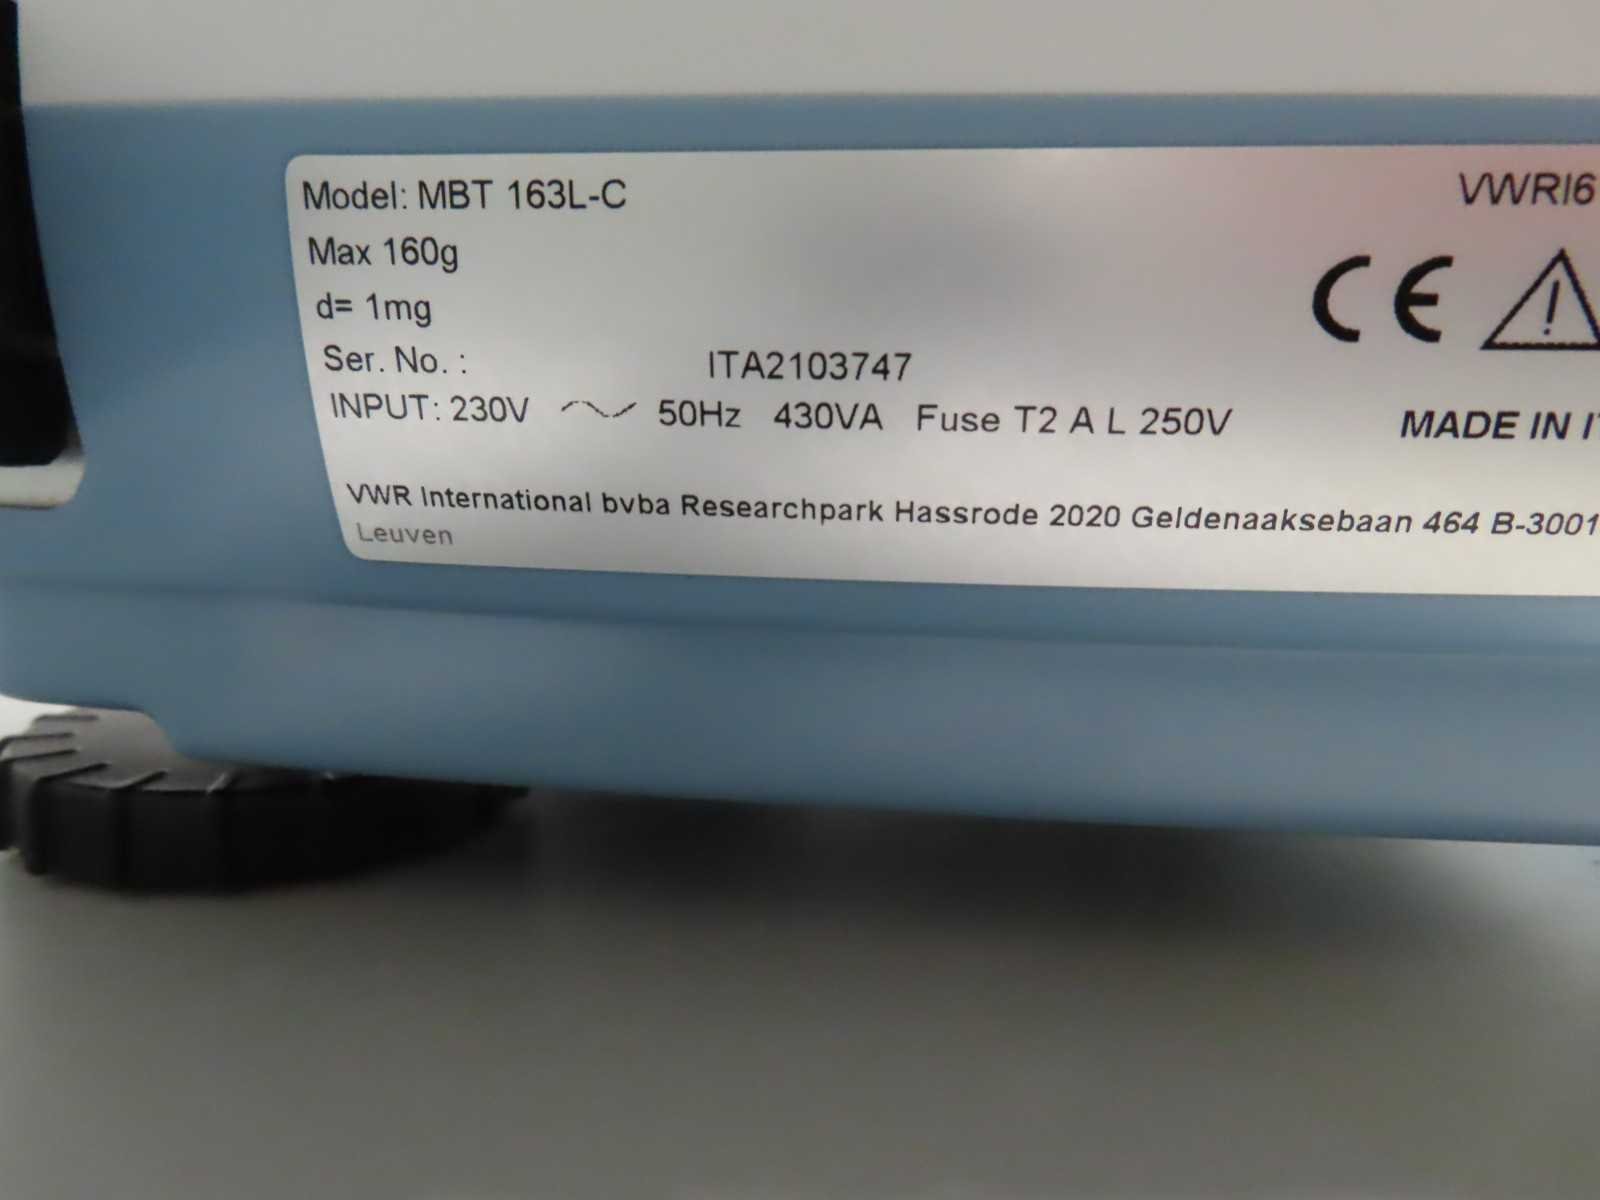 Model: MBT 163L-C
VWRI6
Max 160g
CE
d= 1mg
Ser. No. : ITA2103747
INPUT: 230V ~ 50Hz 430VA Fuse T2 A L 250V
MADE IN IT
VWR International bvba Researchpark Hassrode 2020 Geldenaaksebaan 464 B-3001
Leuven